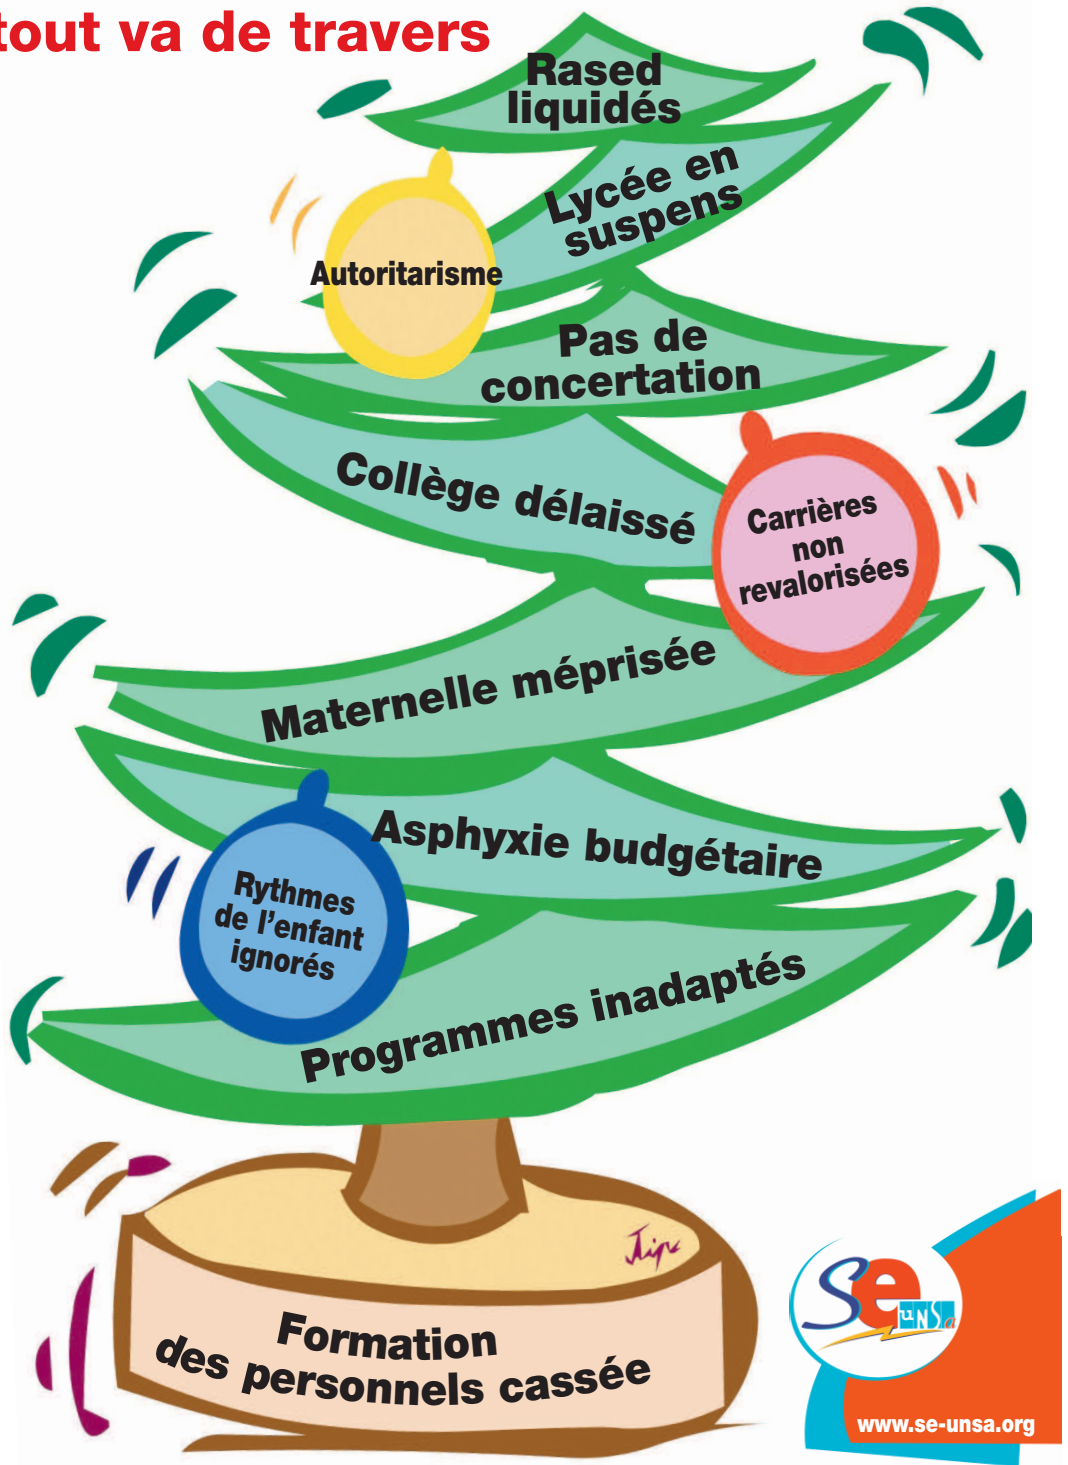 tout va de travers
Rased
liquidés
Lycée en
suspens
Autoritarisme
Pas de
concertation
Collège délaissé
Carrières
non
revalorisées
Maternelle méprisée
Asphyxie budgétaire
Rythmes
de l'enfant
ignorés
Programmes inadaptés
Formation
des personnels cassée
se
UNSa
www.se-unsa.org